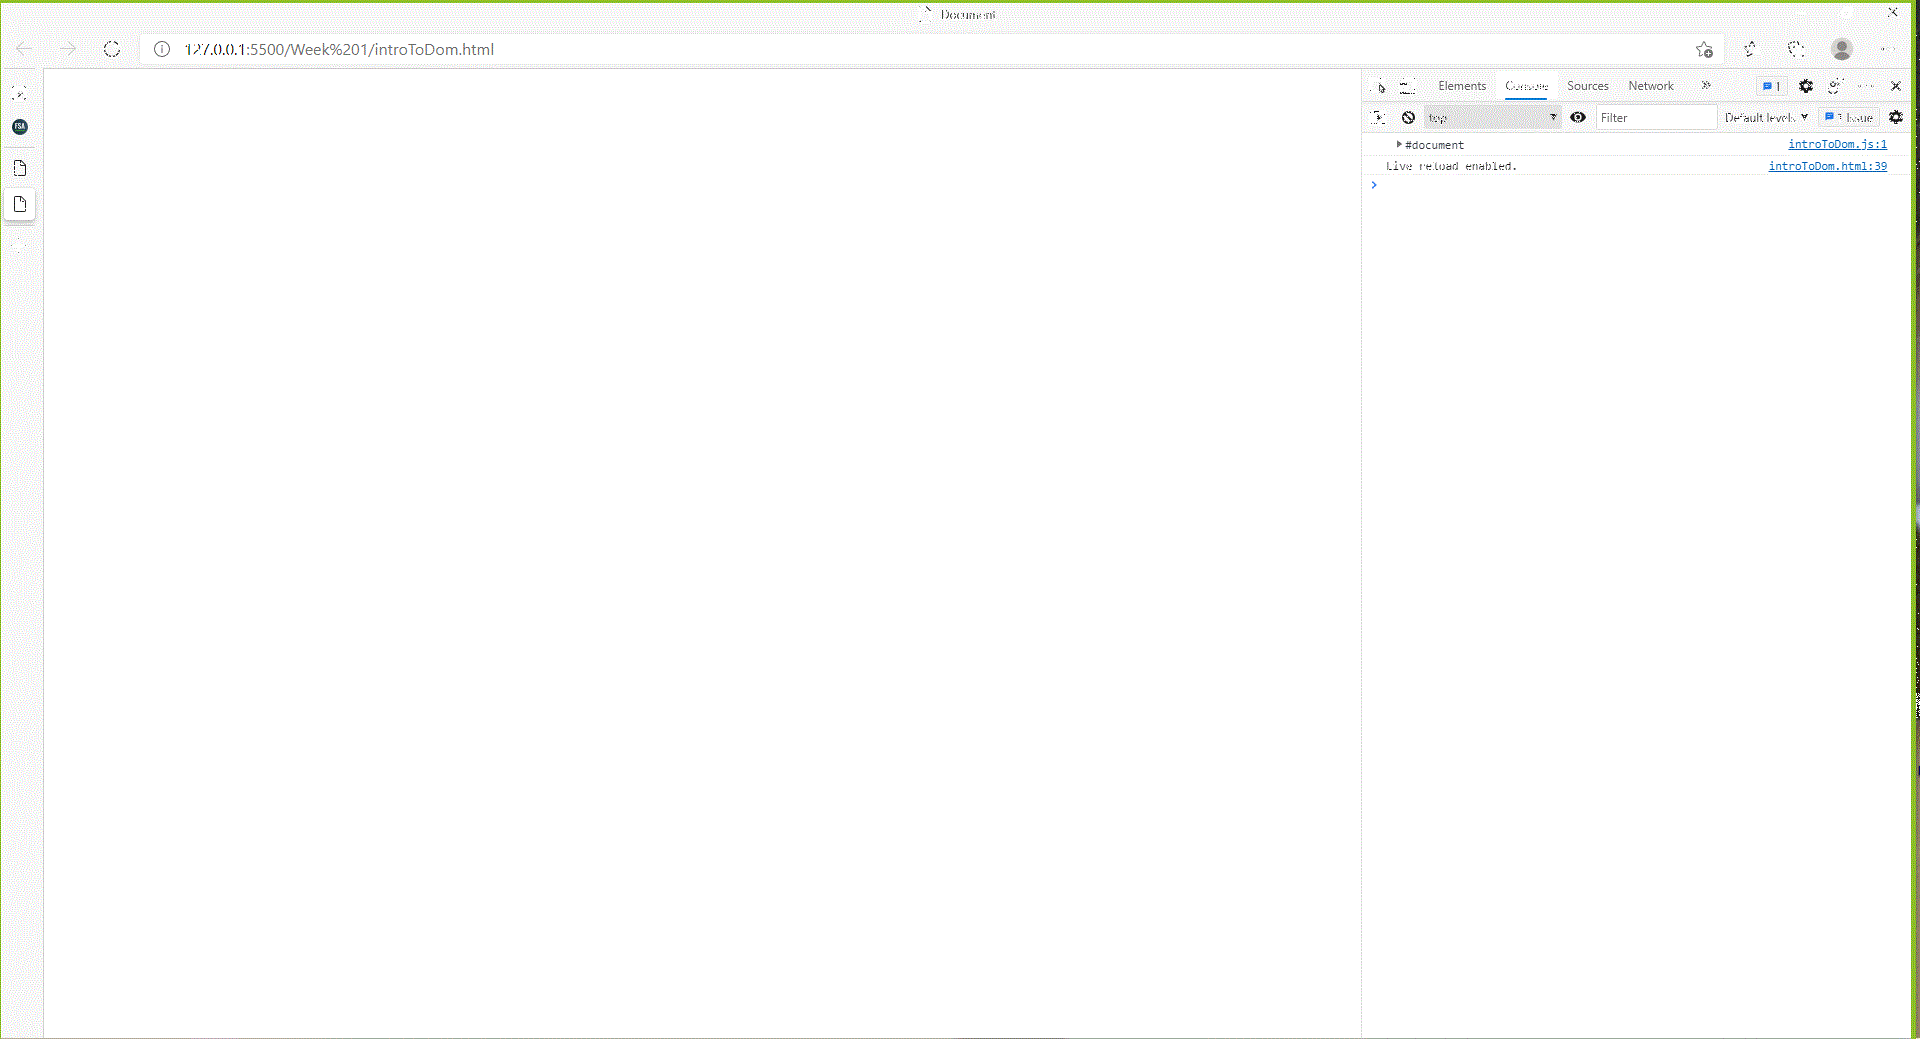 Document
127.0.0.1:5500/Week%201/introToDom.html
FSA
Elements Console Sources Network 1
top Filter Default levels 1 Issue
#document introToDom.js:1
Live reload enabled. introToDom.html:39